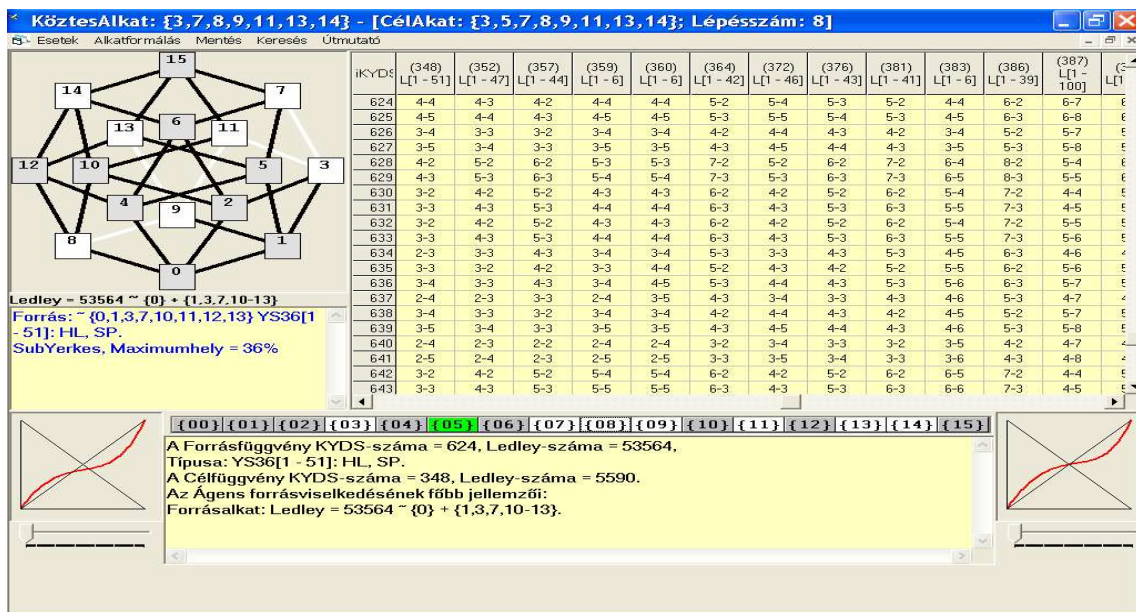 KöztesAlkat: {3,7,8,9,11,13,14} - [CélAkat: {3,5,7,8,9,11,13,14}; Lépésszám: 8]
Esetek Alkatformálás Mentés Keresés Útmutató
15
14 7
13 6 11
12 10 5 3
4 9 2
8 1
0
Ledley = 53564 ~ {0} + {1,3,7,10-13}
Forrás: ~ {0,1,3,7,10,11,12,13} YS36[1
- 51]: HL, SP.
SubYerkes, Maximumhely = 36%
iKYDS (348) L[1 - 51] (352) L[1 - 47] (357) L[1 - 44] (359) L[1 - 6] (360) L[1 - 6] (364) L[1 - 42] (372) L[1 - 46] (376) L[1 - 43] (381) L[1 - 41] (383) L[1 - 6] (386) L[1 - 39] (387) L[1 - 100]
624 4-4 4-3 4-2 4-4 4-4 5-2 5-4 5-3 5-2 4-4 6-2 6-7
625 4-5 4-4 4-3 4-5 4-5 5-3 5-5 5-4 5-3 4-5 6-3 6-8
626 3-4 3-3 3-2 3-4 3-4 4-2 4-4 4-3 4-2 3-4 5-2 5-7
627 3-5 3-4 3-3 3-5 3-5 4-3 4-5 4-4 4-3 3-5 5-3 5-8
628 4-2 5-2 6-2 5-3 5-3 7-2 5-2 6-2 7-2 6-4 8-2 5-4
629 4-3 5-3 6-3 5-4 5-4 7-3 5-3 6-3 7-3 6-5 8-3 5-5
630 3-2 4-2 5-2 4-3 4-3 6-2 4-2 5-2 6-2 5-4 7-2 4-4
631 3-3 4-3 5-3 4-4 4-4 6-3 4-3 5-3 6-3 5-5 7-3 4-5
632 3-2 4-2 5-2 4-3 4-3 6-2 4-2 5-2 6-2 5-4 7-2 5-5
633 3-3 4-3 5-3 4-4 4-4 6-3 4-3 5-3 6-3 5-5 7-3 5-6
634 2-3 3-3 4-3 3-3 4-4 5-3 3-3 4-3 5-3 4-5 6-3 4-6
635 3-3 3-2 4-2 3-3 4-4 5-2 4-3 4-2 5-2 5-5 6-2 5-6
636 3-4 3-3 4-3 3-4 4-5 5-3 4-4 4-3 5-3 5-6 6-3 5-7
637 2-4 2-3 3-3 2-4 3-5 4-3 3-4 3-3 4-3 4-6 5-3 4-7
638 3-4 3-3 3-2 3-4 3-4 4-2 4-4 4-3 4-2 4-5 5-2 5-7
639 3-5 3-4 3-3 3-5 3-5 4-3 4-5 4-4 4-3 4-6 5-3 5-8
640 2-4 2-3 2-2 2-4 2-4 3-2 3-4 3-3 3-2 3-5 4-2 4-7
641 2-5 2-4 2-3 2-5 2-5 3-3 3-5 3-4 3-3 3-6 4-3 4-8
642 3-2 4-2 5-2 5-4 5-4 6-2 4-2 5-2 6-2 6-5 7-2 4-4
643 3-3 4-3 5-3 5-5 5-5 6-3 4-3 5-3 6-3 6-6 7-3 4-5
{00} {01} {02} {03} {04} {05} {06} {07} {08} {09} {10} {11} {12} {13} {14} {15}
A Forrásfüggvény KYDS-száma = 624, Ledley-száma = 53564,
Típusa: YS36[1 - 51]: HL, SP.
A Célfüggvény KYDS-száma = 348, Ledley-száma = 5590.
Az Ágens forrásviselkedésének főbb jellemzői:
Forrásalkat: Ledley = 53564 ~ {0} + {1,3,7,10-13}.